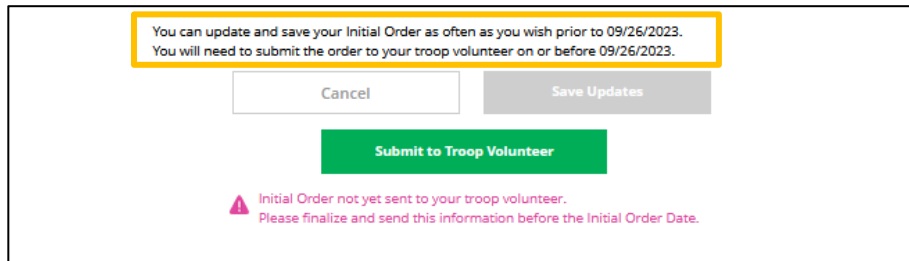 You can update and save your Initial Order as often as you wish prior to 09/26/2023.
You will need to submit the order to your troop volunteer on or before 09/26/2023.
Cancel
Save Updates
Submit to Troop Volunteer
Initial Order not yet sent to your troop volunteer.
Please finalize and send this information before the Initial Order Date.